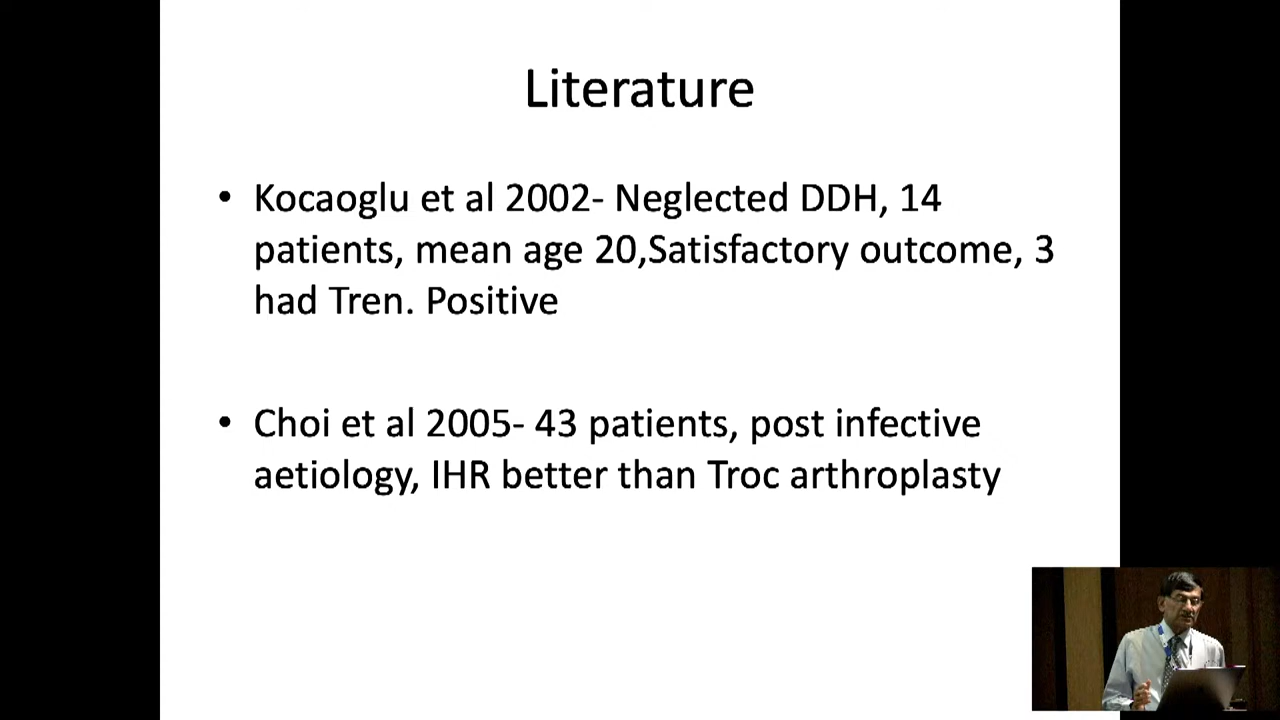 Literature
• Kocaoglu et al 2002- Neglected DDH, 14
patients, mean age 20,Satisfactory outcome, 3
had Tren. Positive
• Choi et al 2005- 43 patients, post infective
aetiology, IHR better than Troc arthroplasty